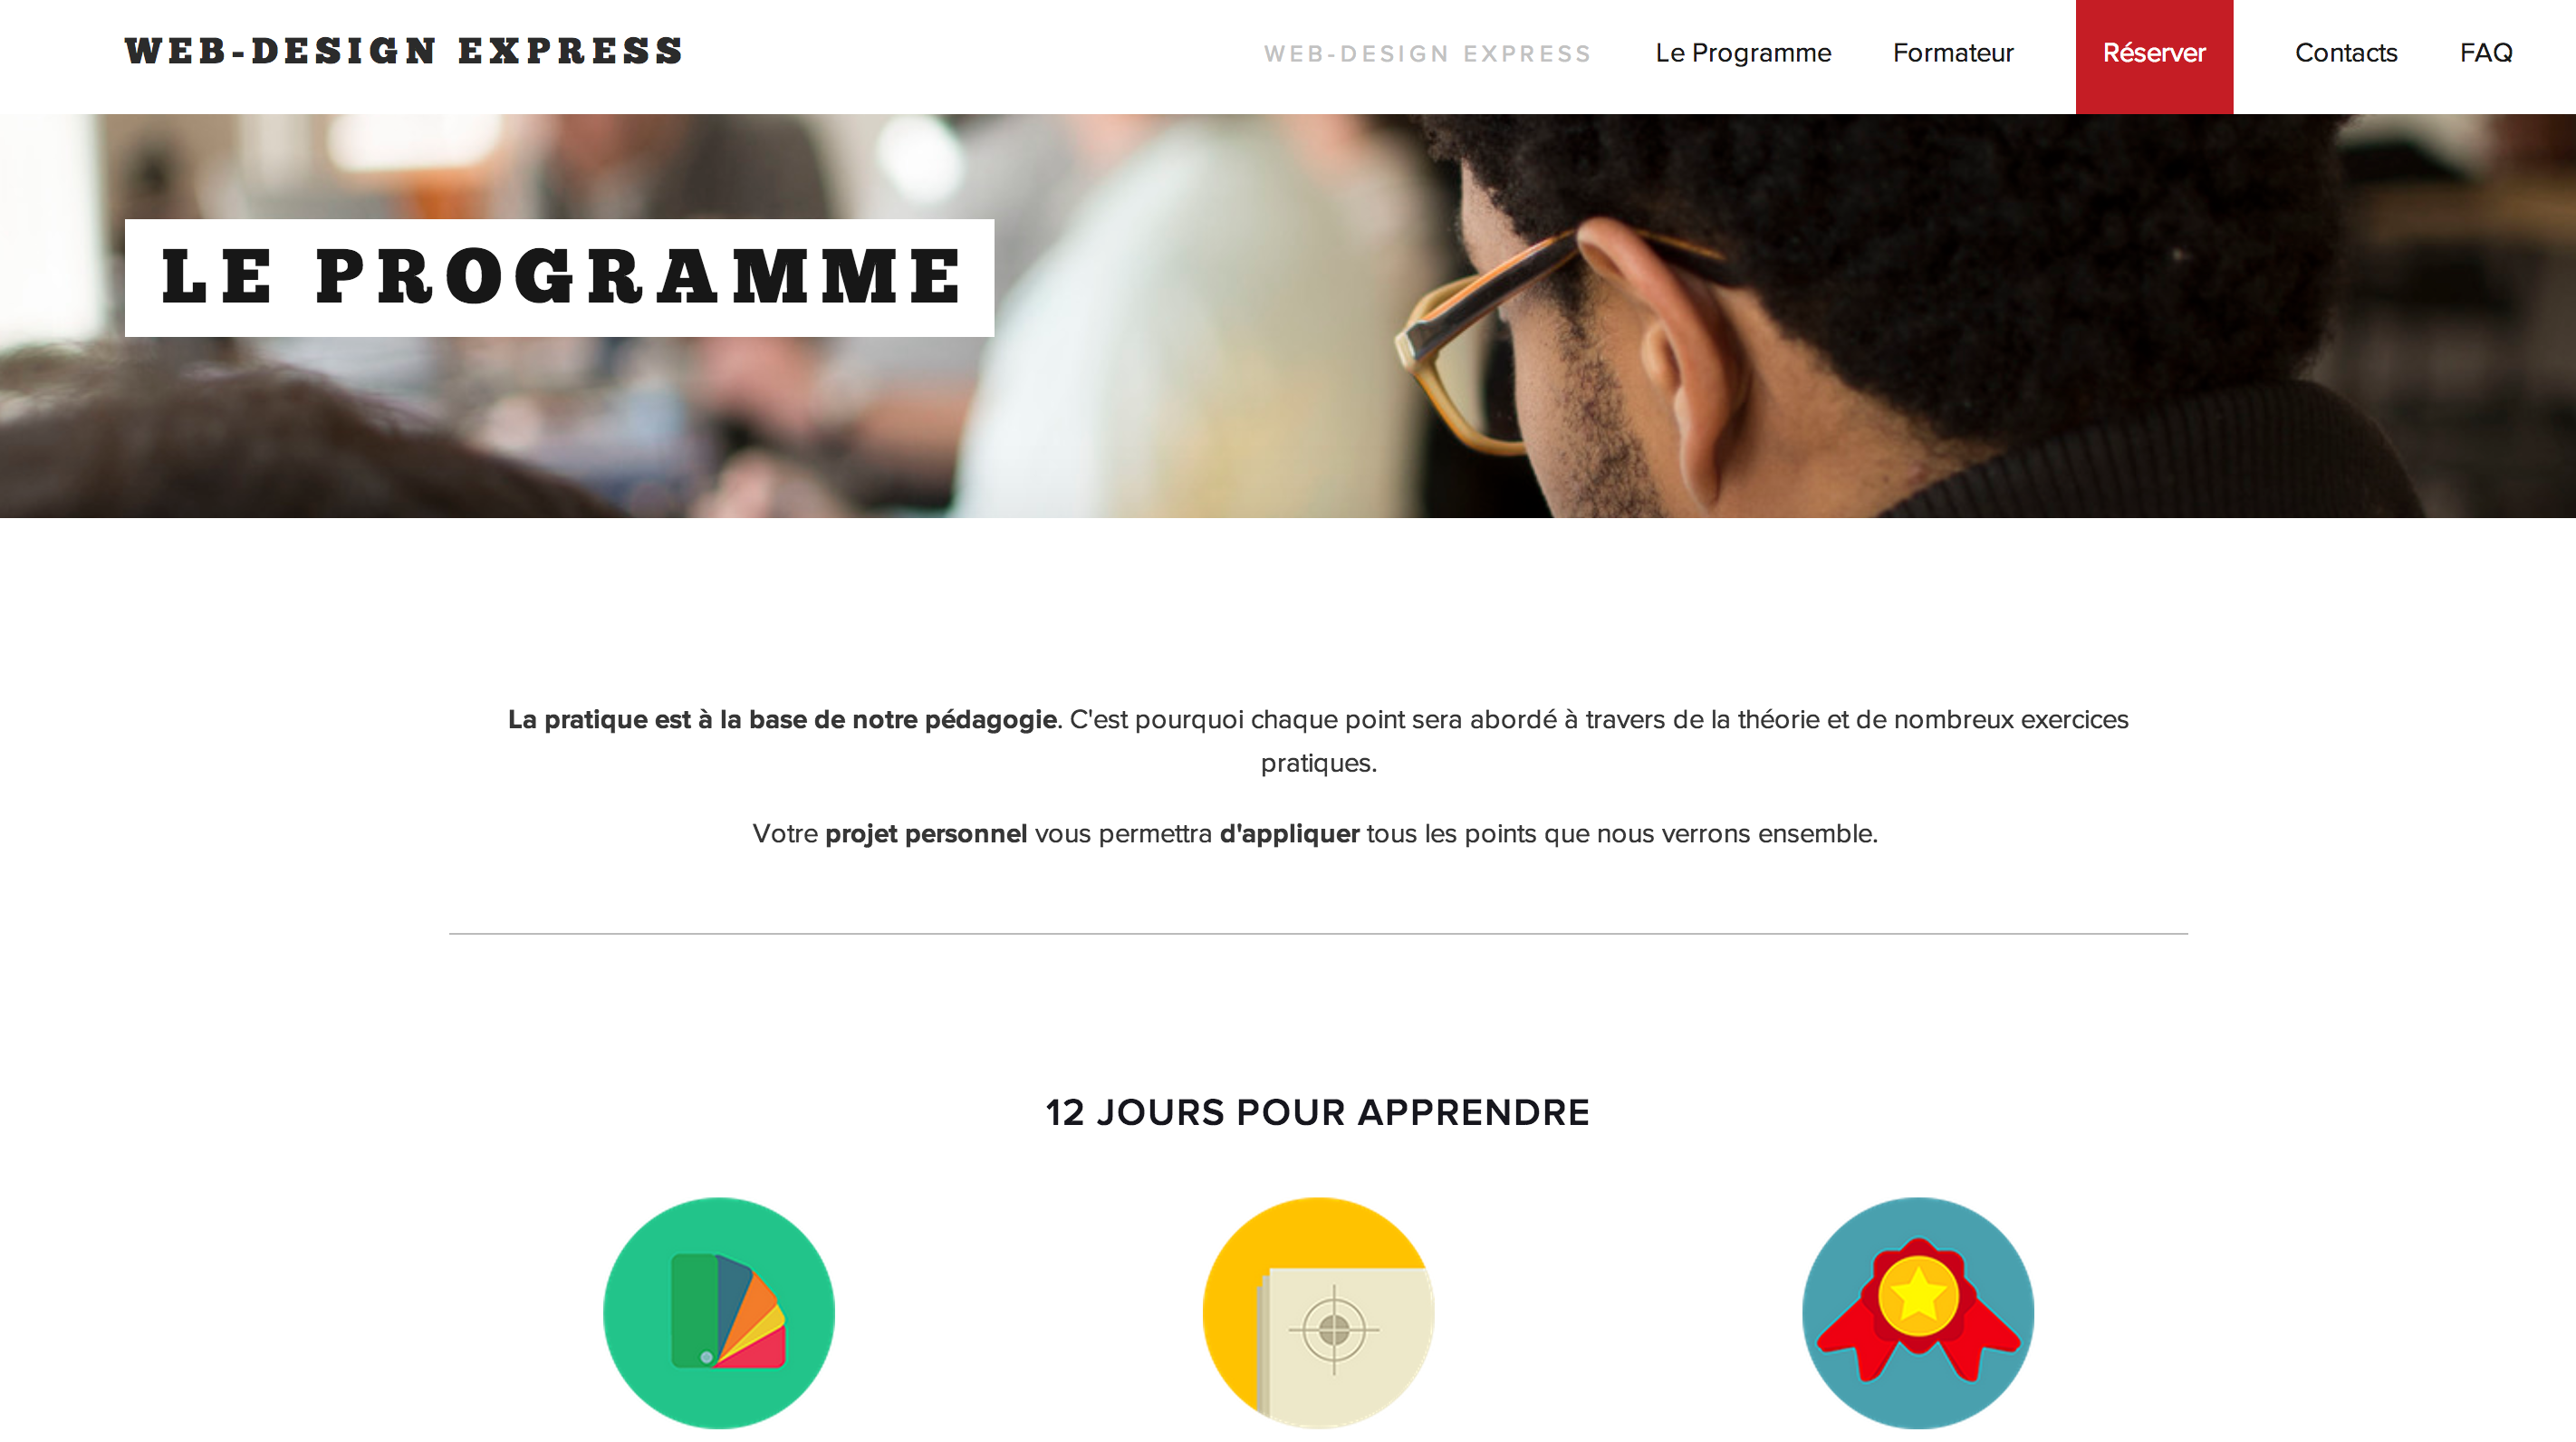 WEB-DESIGN EXPRESS
WEB-DESIGN EXPRESS Le Programme Formateur Réserver Contacts FAQ
LE PROGRAMME
La pratique est à la base de notre pédagogie. C'est pourquoi chaque point sera abordé à travers de la théorie et de nombreux exercices
pratiques.
Votre projet personnel vous permettra d'appliquer tous les points que nous verrons ensemble.
12 JOURS POUR APPRENDRE